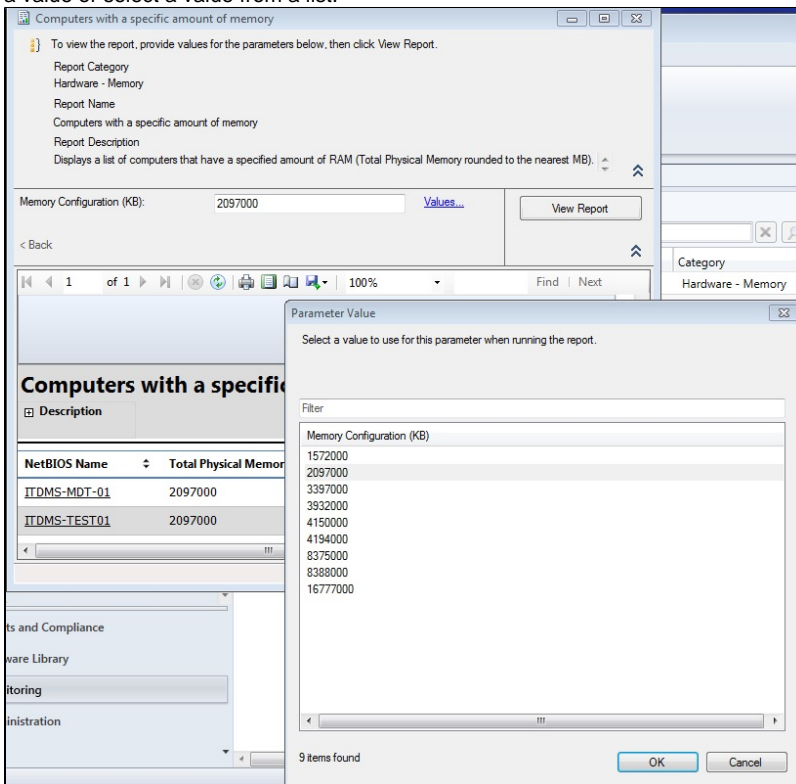 a value or select a value from a list.
Computers with a specific amount of memory
To view the report, provide values for the parameters below, then click View Report.
Report Category
Hardware - Memory
Report Name
Computers with a specific amount of memory
Report Description
Displays a list of computers that have a specified amount of RAM (Total Physical Memory rounded to the nearest MB).
Memory Configuration (KB): 2097000 Values... View Report
< Back
Category
1 of 1 100% Find | Next
Hardware - Memory
Parameter Value
Select a value to use for this parameter when running the report.
Computers with a specific
Description
Filter
Memory Configuration (KB)
1572000
2097000
3397000
3932000
4150000
4194000
8375000
8388000
16777000
NetBIOS Name Total Physical Memor
ITDMS-MDT-01 2097000
ITDMS-TEST01 2097000
ts and Compliance
ware Library
itoring
inistration
9 items found OK Cancel